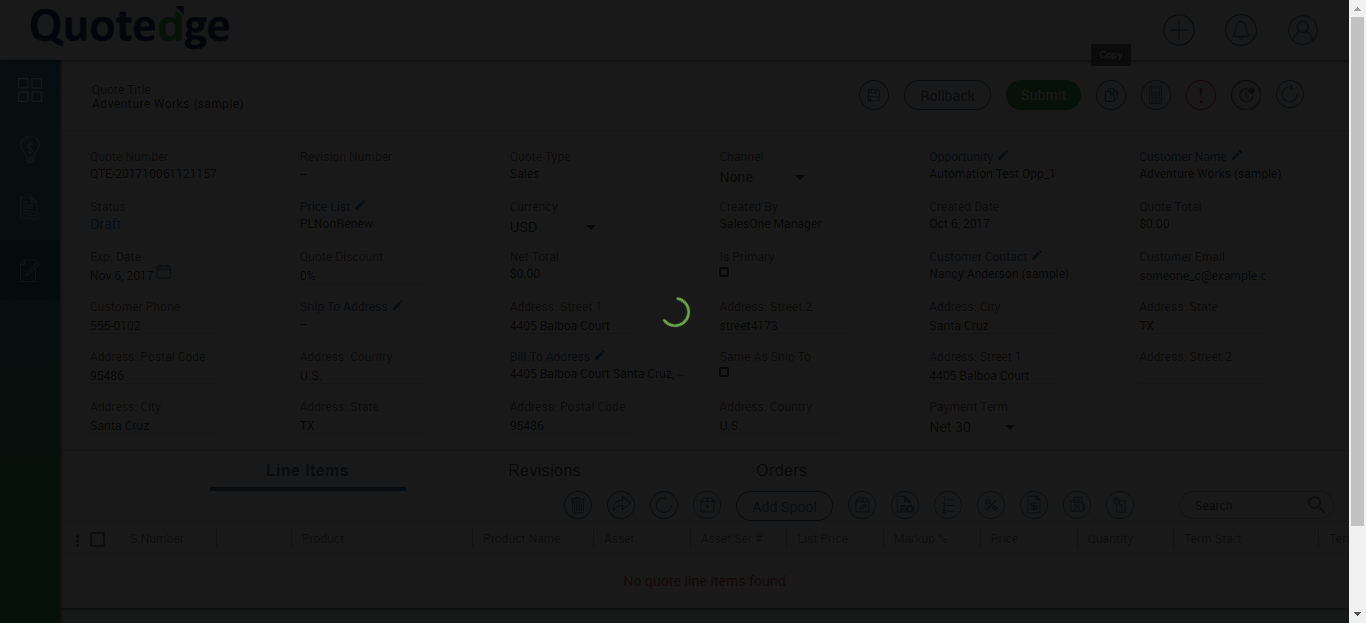 Quotedge
Copy
Quote Title
Adventure Works (sample)
Rollback
Submit
Quote Number
Revision Number
Quote Type
Channel
Opportunity
Customer Name
QTE-201710061121157
--
Sales
None
Automation Test Opp_1
Adventure Works (sample)
Status
Price List
Currency
Created By
Created Date
Quote Total
Draft
PLNonRenew
USD
SalesOne Manager
Oct 6, 2017
$0.00
Exp. Date
Quote Discount
Net Total
Is Primary
Customer Contact
Customer Email
Nov 6, 2017
0%
$0.00
Nancy Anderson (sample)
someone_c@example.c
Customer Phone
Ship To Address
Address: Street 1
Address: Street 2
Address: City
Address: State
555-0102
--
4405 Balboa Court
street4173
Santa Cruz
TX
Address: Postal Code
Address: Country
Bill To Address
Same As Ship To
Address: Street 1
Address: Street 2
95486
U.S.
4405 Balboa Court Santa Cruz, --
4405 Balboa Court
Address: City
Address: State
Address: Postal Code
Address: Country
Payment Term
Santa Cruz
TX
95486
U.S.
Net 30
Line Items
Revisions
Orders
Add Spool
Search
S.Number
Product
Product Name
Asset
Asset Ser #
List Price
Markup %
Price
Quantity
Term Start
Ter
No quote line items found